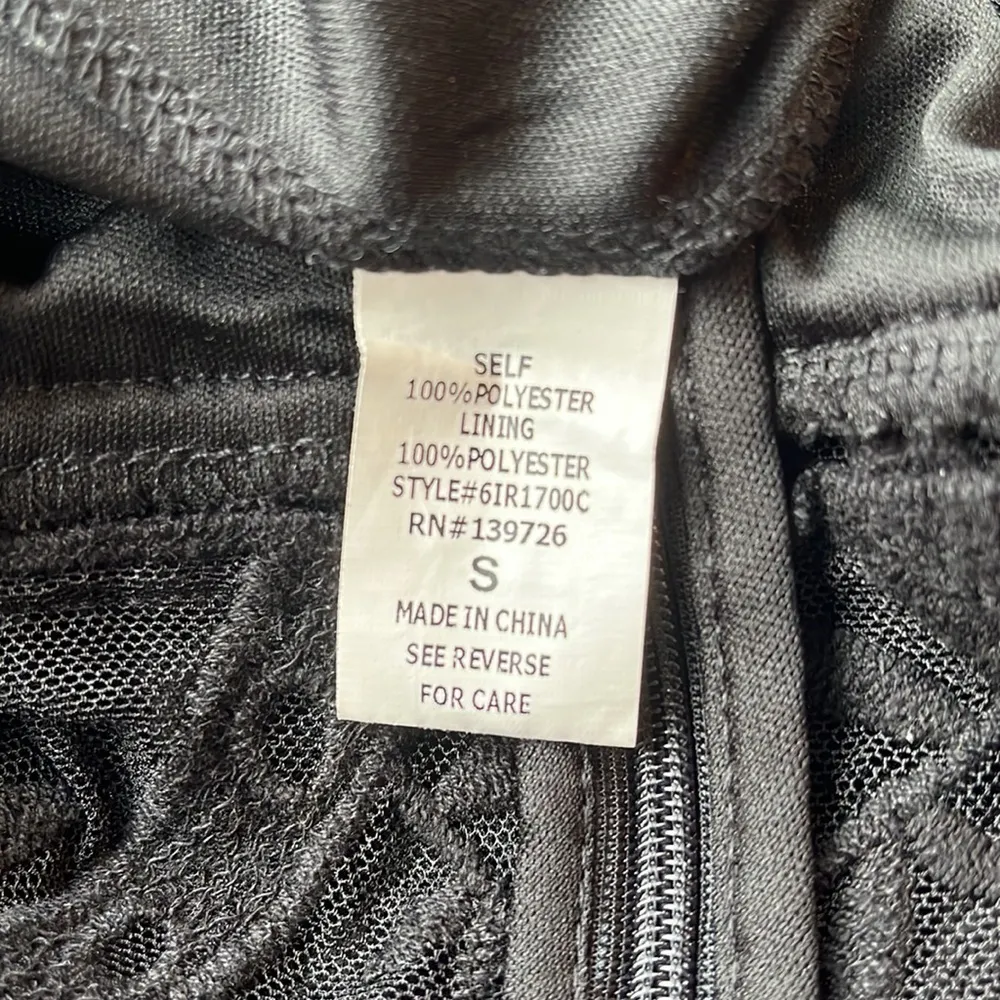 SELF
100%POLYESTER
LINING
100%POLYESTER
STYLE#6IR1700C
RN#139726
S
MADE IN CHINA
SEE REVERSE
FOR CARE